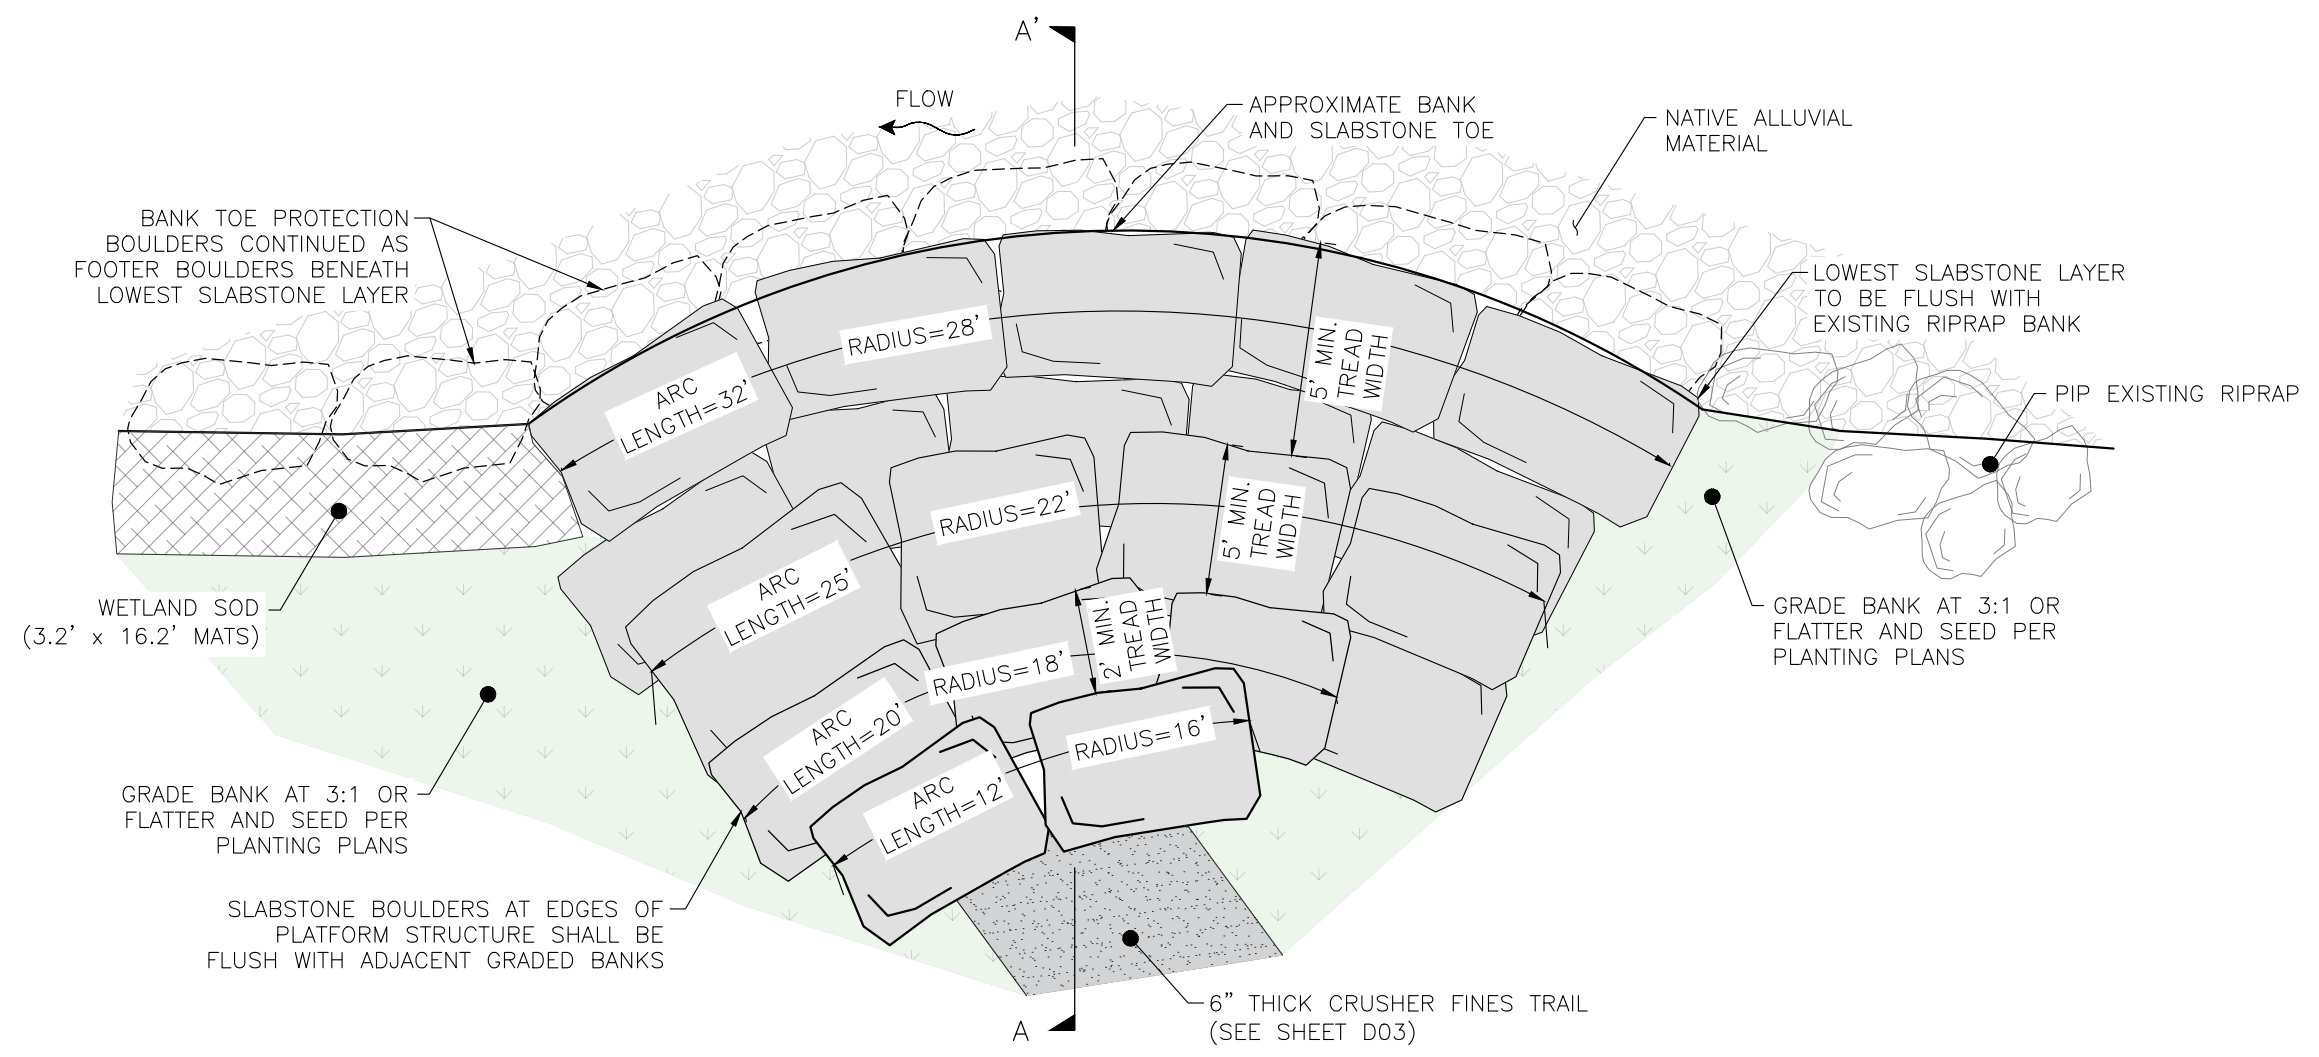 A'
FLOW
APPROXIMATE BANK
AND SLABSTONE TOE
NATIVE ALLUVIAL
MATERIAL
BANK TOE PROTECTION
BOULDERS CONTINUED AS
FOOTER BOULDERS BENEATH
LOWEST SLABSTONE LAYER
LOWEST SLABSTONE LAYER
TO BE FLUSH WITH
EXISTING RIPRAP BANK
RADIUS=28'
5' MIN.
TREAD
WIDTH
ARC
LENGTH=32'
PIP EXISTING RIPRAP
RADIUS=22'
5' MIN.
TREAD
WIDTH
ARC
LENGTH=25'
WETLAND SOD
(3.2' x 16.2' MATS)
GRADE BANK AT 3:1 OR
FLATTER AND SEED PER
PLANTING PLANS
RADIUS=18'
2' MIN.
TREAD
WIDTH
ARC
LENGTH=20'
RADIUS=16'
ARC
LENGTH=12'
GRADE BANK AT 3:1 OR
FLATTER AND SEED PER
PLANTING PLANS
SLABSTONE BOULDERS AT EDGES OF
PLATFORM STRUCTURE SHALL BE
FLUSH WITH ADJACENT GRADED BANKS
A
6" THICK CRUSHER FINES TRAIL
(SEE SHEET D03)